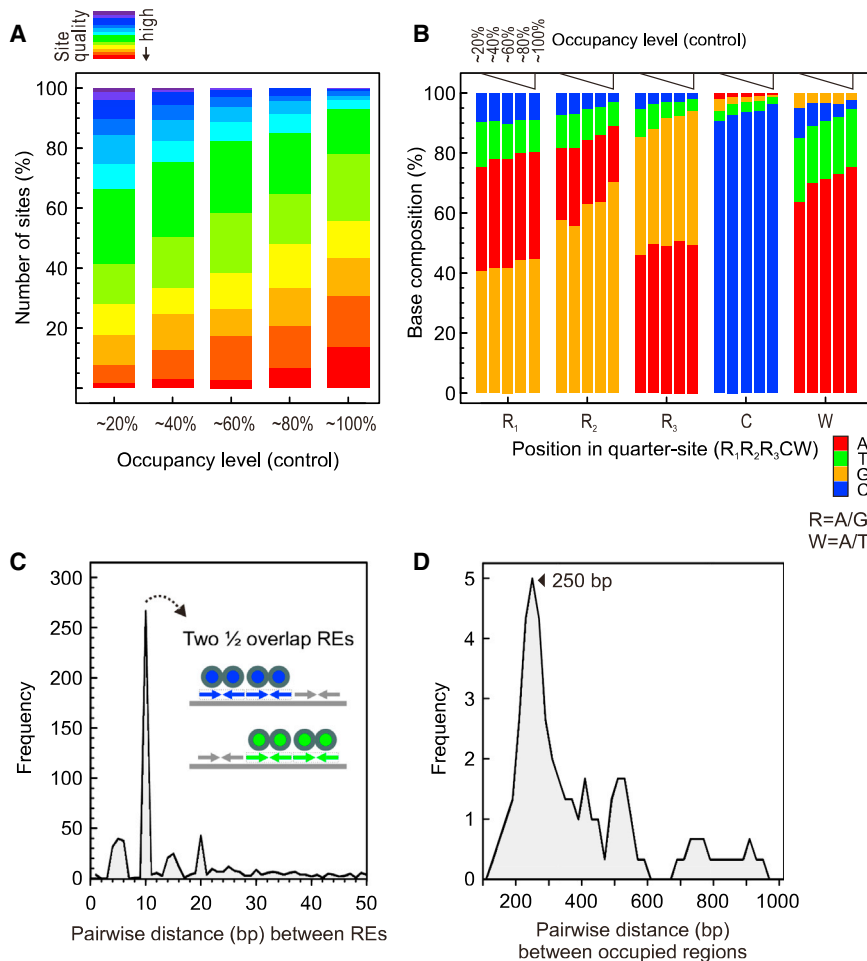 A
Site
quality
high
Number of sites (%)
100
80
60
40
20
~20% ~40% ~60% ~80% ~100%
Occupancy level (control)
B
~20%
~40%
~60%
~80%
~100%
Occupancy level (control)
Base composition (%)
100
80
60
40
20
0
R1 R2 R3 C W
Position in quarter-site (R1R2R3CW)
A
T
G
C
R=A/G
W=A/T
C
Frequency
300
250
200
150
100
50
0
Two ½ overlap REs
0 10 20 30 40 50
Pairwise distance (bp) between REs
D
Frequency
5
4
3
2
1
0
250 bp
200 400 600 800 1000
Pairwise distance (bp)
between occupied regions